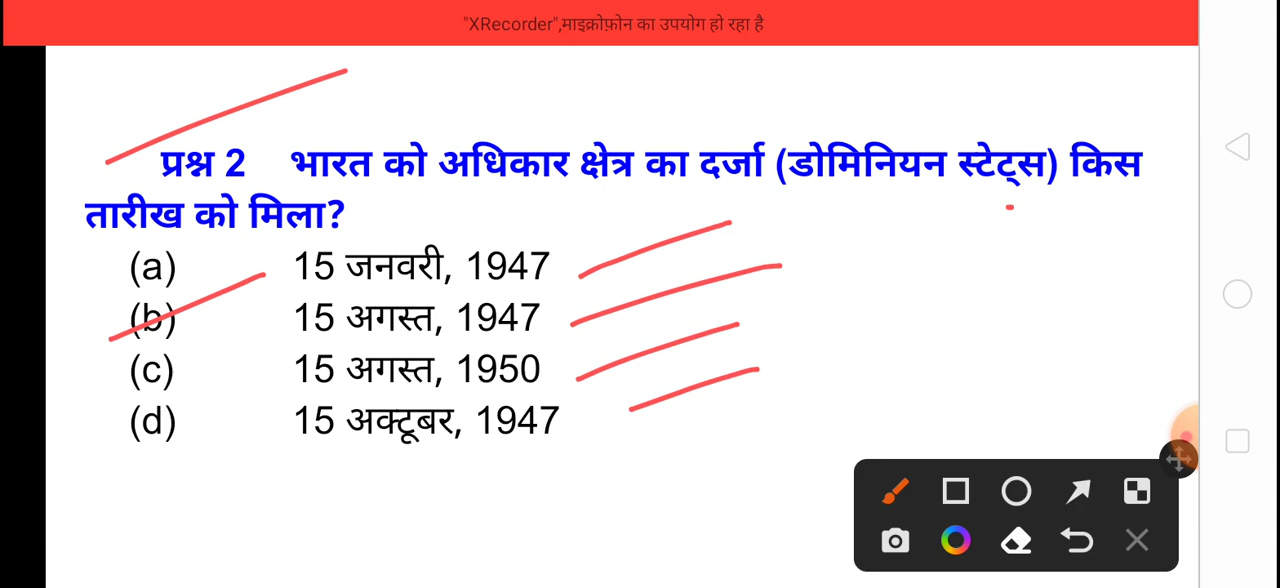 "XRecorder",माइक्रोफ़ोन का उपयोग हो रहा है
प्रश्न 2 भारत को अधिकार क्षेत्र का दर्जा (डोमिनियन स्टेट्स) किस
तारीख को मिला?
(a) 15 जनवरी, 1947
(b) 15 अगस्त, 1947
(c) 15 अगस्त, 1950
(d) 15 अक्टूबर, 1947